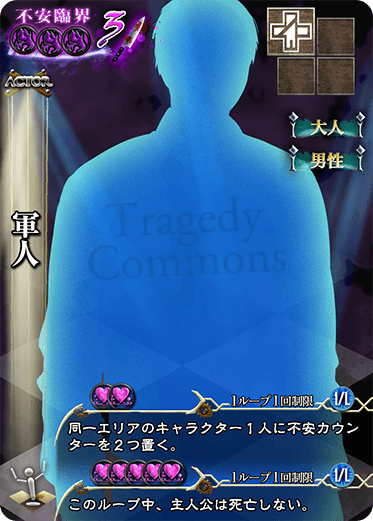 不安臨界
3
ACTOR
大人
男性
軍人
Tragedy
Commons
1ループ1回制限 1/L
同一エリアのキャラクター1人に不安カウン
ターを2つ置く。
1ループ1回制限 1/L
このループ中、主人公は死亡しない。